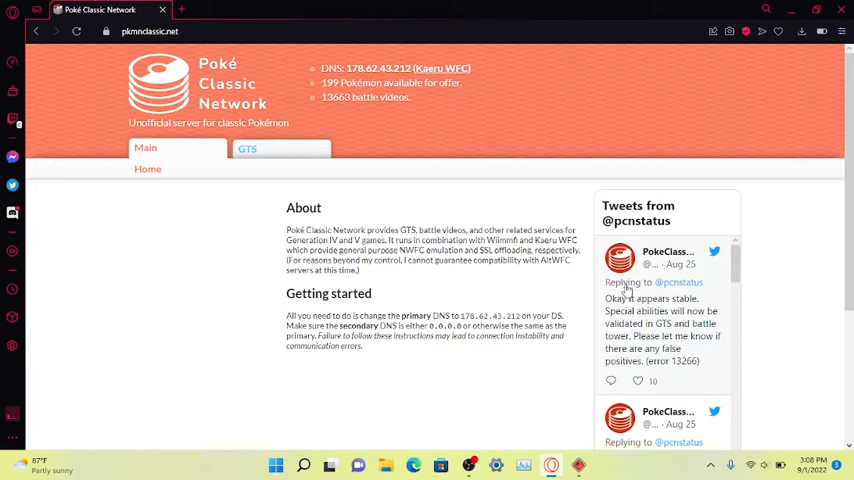 Poké Classic Network
pkmnclassic.net
Poké
Classic
Network
Unofficial server for classic Pokémon
DNS: 178.62.43.212 (Kaeru WFC)
199 Pokémon available for offer.
13663 battle videos.
Main
GTS
Home
About
Poké Classic Network provides GTS, battle videos, and other related services for
Generation IV and V games. It runs in combination with Wiimmfi and Kaeru WFC
which provide general purpose NWFC emulation and SSL offloading, respectively.
(For reasons beyond my control, I cannot guarantee compatibility with AltWFC
servers at this time.)
Getting started
All you need to do is change the primary DNS to 178.62.43.212 on your DS.
Make sure the secondary DNS is either 0.0.0.0 or otherwise the same as the
primary. Failure to follow these instructions may lead to connection instability and
communication errors.
Tweets from
@pcnstatus
PokeClass...
@... · Aug 25
Replying to @pcnstatus
Okay it appears stable.
Special abilities will now be
validated in GTS and battle
tower. Please let me know if
there are any false
positives. (error 13266)
10
PokeClass...
@... · Aug 25
Replying to @pcnstatus
87°F
Partly sunny
3:08 PM
9/1/2022
3